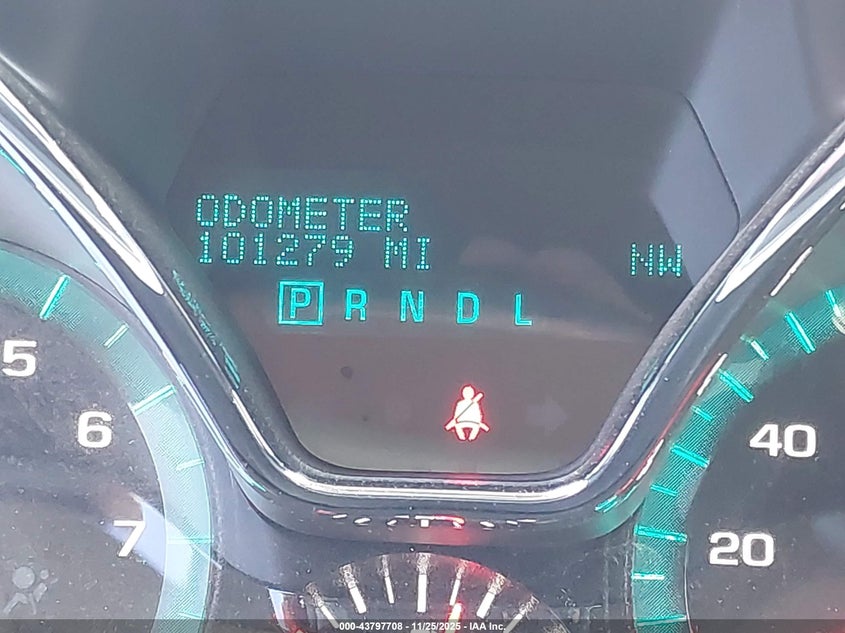 ODOMETER
101279 MI NW
P R N D L
5
6
7
40
20
000-43797708 - 11/25/2025 - IAA Inc.